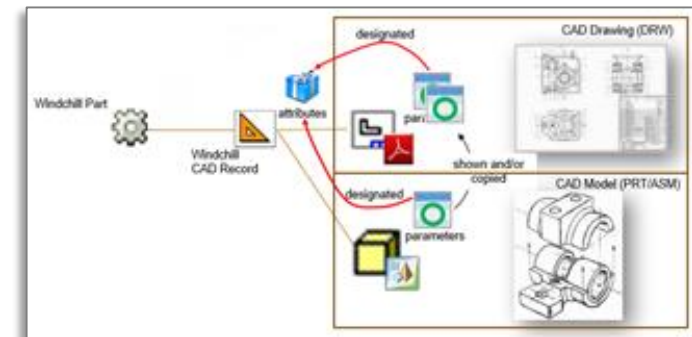 designated
CAD Drawing (DRW)
Windchill Part
attributes
Windchill
CAD Record
shown and/or
copied
designated
CAD Model (PRT/ASM)
parameters